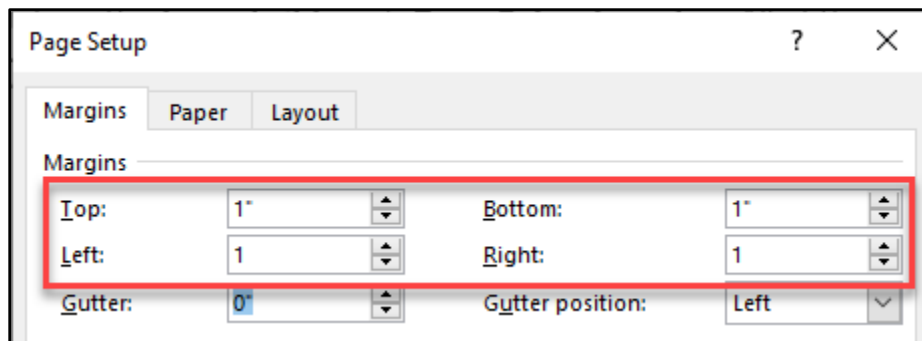 Page Setup ? ×
Margins Paper Layout
Margins
Top: 1" Bottom: 1"
Left: 1 Right: 1
Gutter: 0" Gutter position: Left